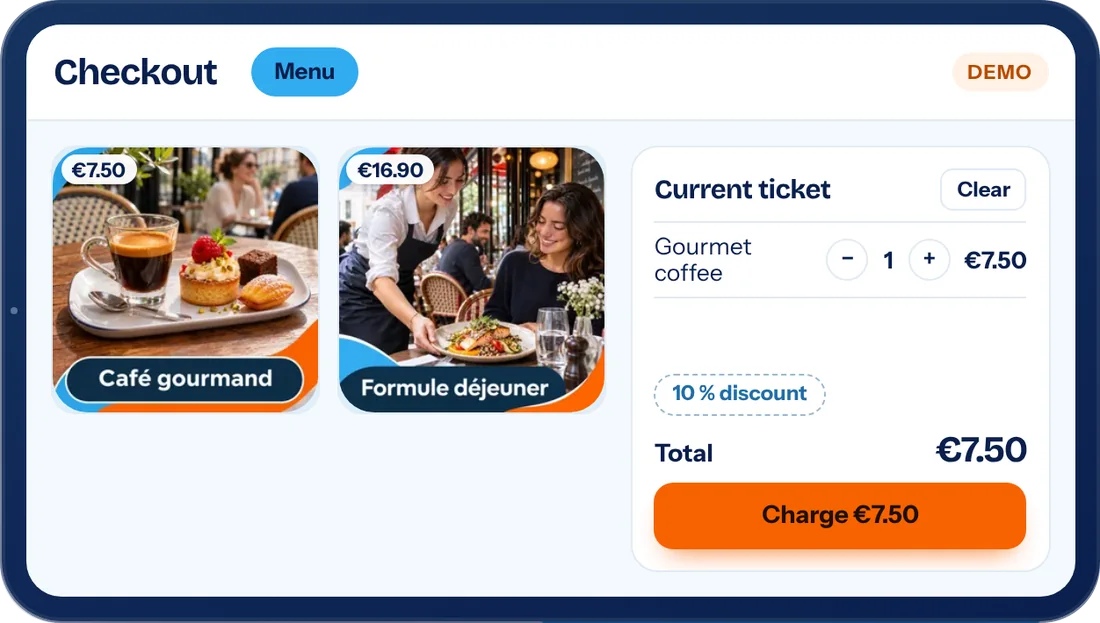 Checkout
Menu
DEMO
€7.50
Café gourmand
€16.90
Formule déjeuner
Current ticket
Clear
Gourmet
coffee
− 1 + €7.50
10 % discount
Total €7.50
Charge €7.50